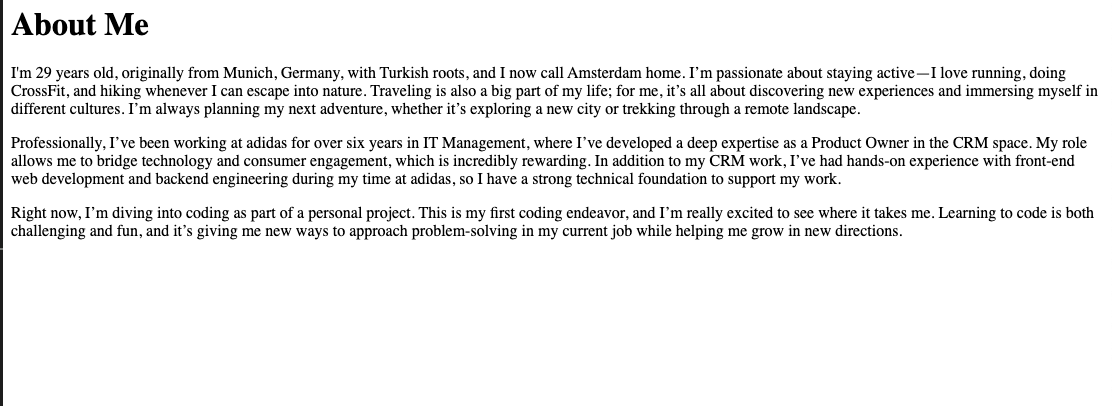 About Me
I'm 29 years old, originally from Munich, Germany, with Turkish roots, and I now call Amsterdam home. I’m passionate about staying active—I love running, doing
CrossFit, and hiking whenever I can escape into nature. Traveling is also a big part of my life; for me, it’s all about discovering new experiences and immersing myself in
different cultures. I’m always planning my next adventure, whether it’s exploring a new city or trekking through a remote landscape.
Professionally, I’ve been working at adidas for over six years in IT Management, where I’ve developed a deep expertise as a Product Owner in the CRM space. My role
allows me to bridge technology and consumer engagement, which is incredibly rewarding. In addition to my CRM work, I’ve had hands-on experience with front-end
web development and backend engineering during my time at adidas, so I have a strong technical foundation to support my work.
Right now, I’m diving into coding as part of a personal project. This is my first coding endeavor, and I’m really excited to see where it takes me. Learning to code is both
challenging and fun, and it’s giving me new ways to approach problem-solving in my current job while helping me grow in new directions.